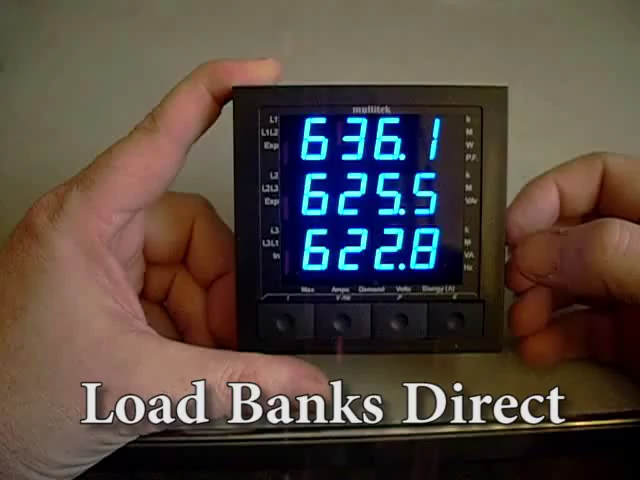 multitek
L1 636.1 k
L1L2 M
Exp W
P.F.
L2 625.5 k
L2L3 M
Exp VAr
L3 622.8 k
L3L1 M
In VA
Hz
Max Amps Demand Volts Energy (h)
I P
Load Banks Direct